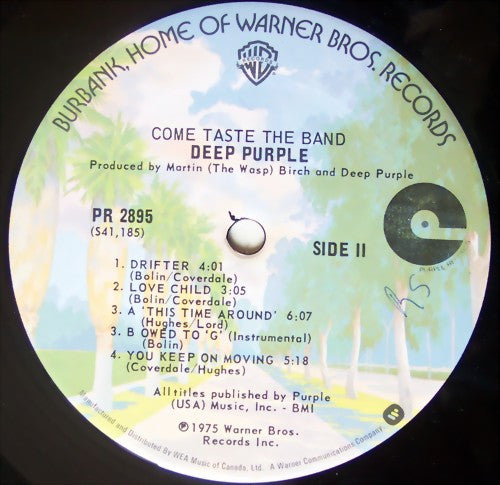 BURBANK, HOME OF WARNER BROS. RECORDS
COME TASTE THE BAND
DEEP PURPLE
Produced by Martin (The Wasp) Birch and Deep Purple
PR 2895
(S41,185)
SIDE II
1. DRIFTER 4:01
(Bolin/Coverdale)
2. LOVE CHILD 3:05
(Bolin/Coverdale)
3. A 'THIS TIME AROUND' 6:07
(Hughes/Lord)
3. B OWED TO 'G' (Instrumental)
(Bolin)
4. YOU KEEP ON MOVING 5:18
(Coverdale/Hughes)
All titles published by Purple
(USA) Music, Inc. - BMI
℗ 1975 Warner Bros.
Records Inc.
Manufactured and Distributed By WEA Music of Canada, Ltd. A Warner Communications Company